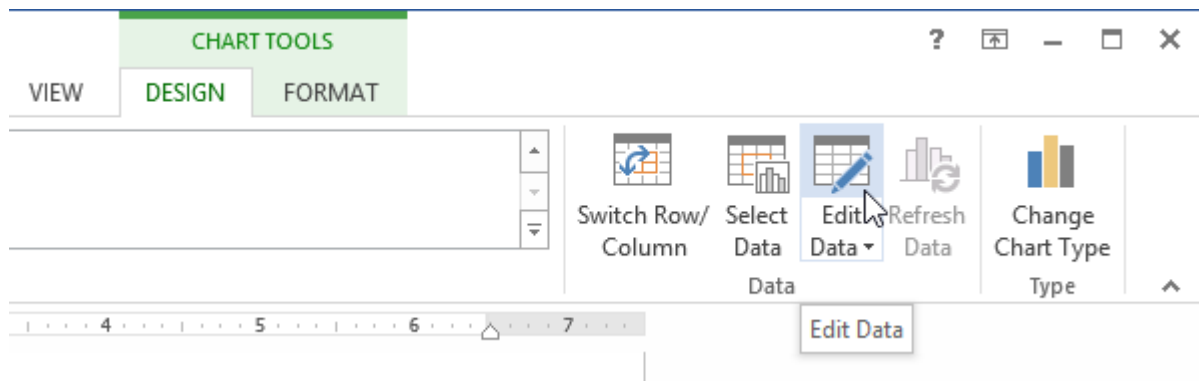 CHART TOOLS
?
VIEW DESIGN FORMAT
Switch Row/ Select Edit Refresh Change
Column Data Data Data Chart Type
Data Type
4 5 6 7
Edit Data